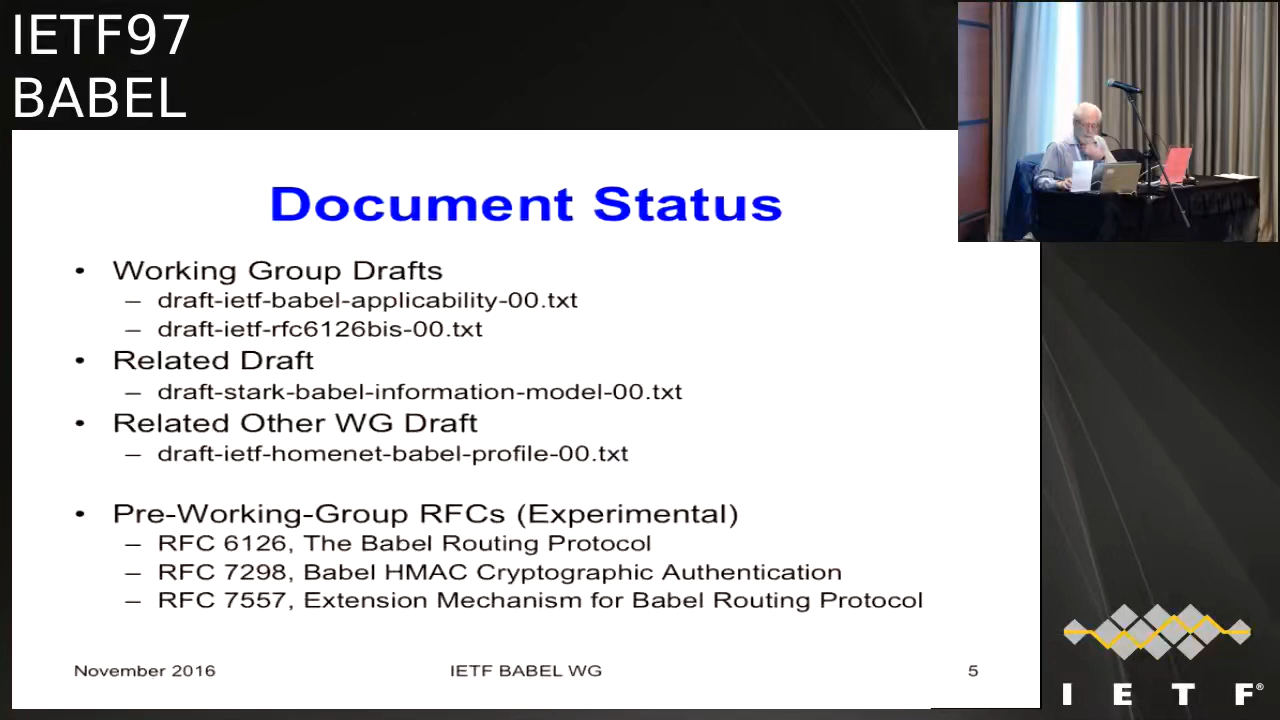 IETF97
BABEL
Document Status
• Working Group Drafts
– draft-ietf-babel-applicability-00.txt
– draft-ietf-rfc6126bis-00.txt
• Related Draft
– draft-stark-babel-information-model-00.txt
• Related Other WG Draft
– draft-ietf-homenet-babel-profile-00.txt
• Pre-Working-Group RFCs (Experimental)
– RFC 6126, The Babel Routing Protocol
– RFC 7298, Babel HMAC Cryptographic Authentication
– RFC 7557, Extension Mechanism for Babel Routing Protocol
November 2016 IETF BABEL WG 5
I E T F®